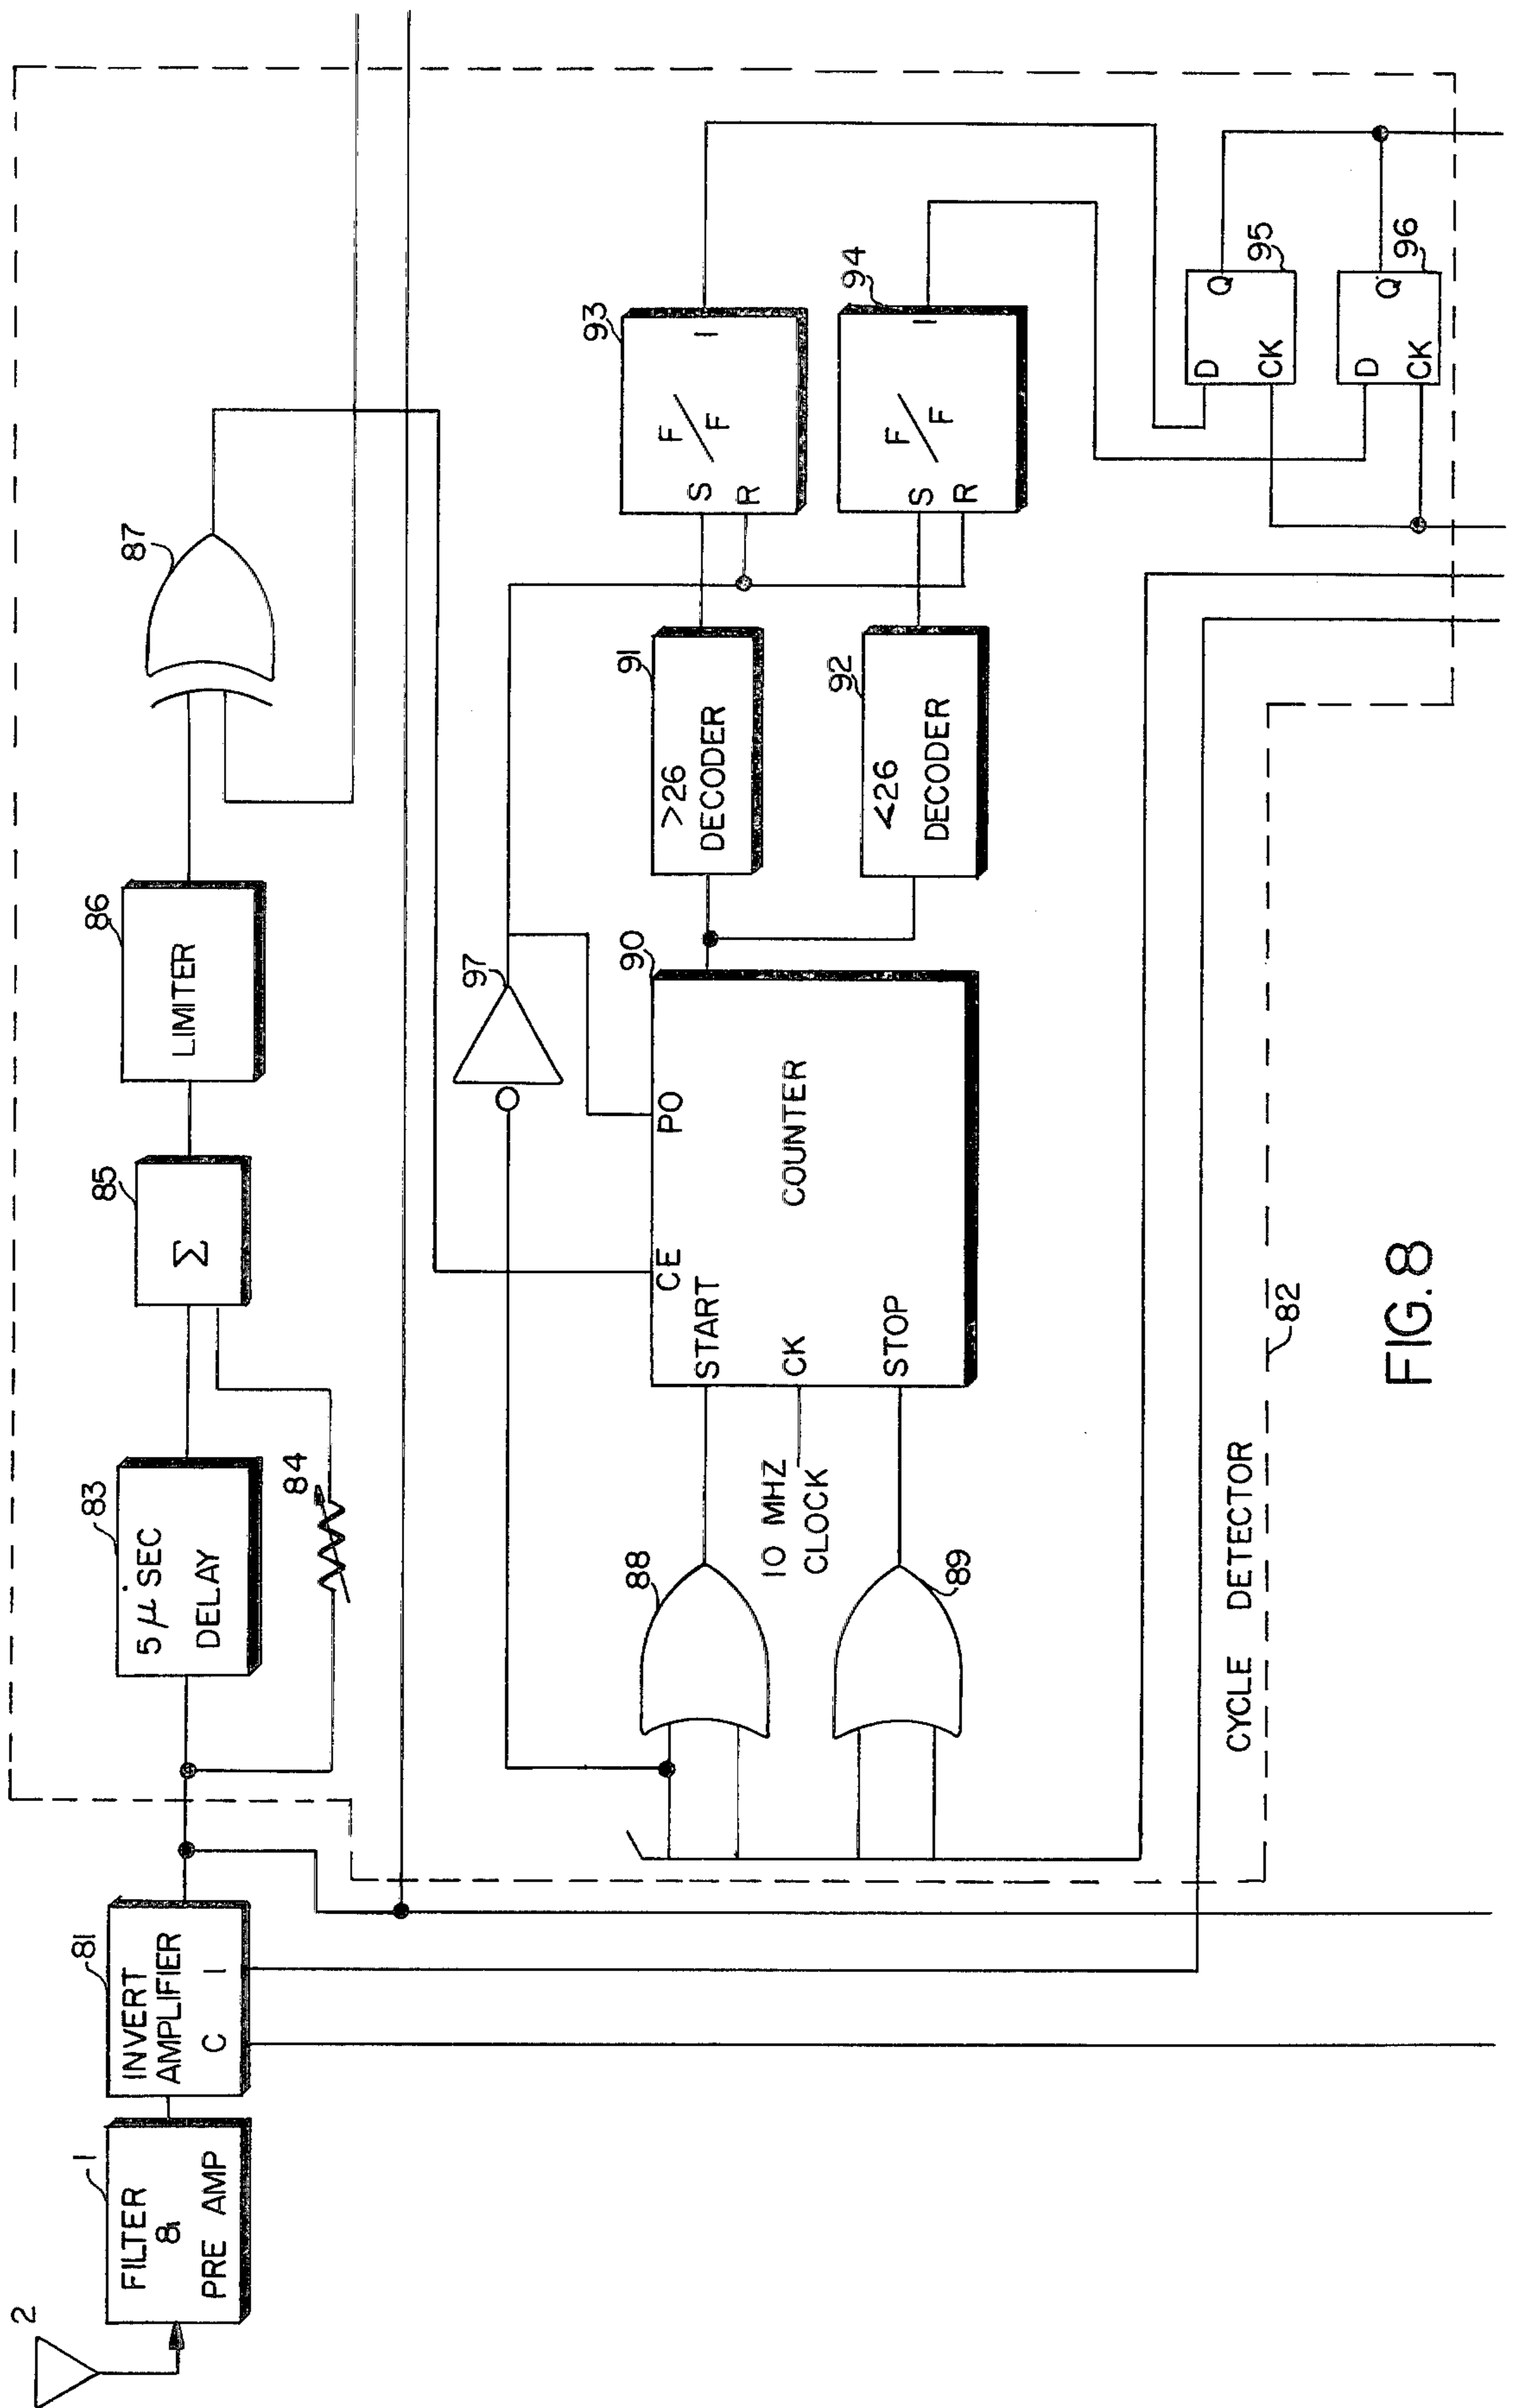 2
1
FILTER
&
PRE AMP
81
INVERT
AMPLIFIER
C I
83
5 μ SEC
DELAY
84
85
Σ
86
LIMITER
87
97
88
89
10 MHZ
CLOCK
90
CE PO
START
CK COUNTER
STOP
91
>26
DECODER
92
<26
DECODER
93
S F/F 1
R
94
S F/F 1
R
D Q
CK
95
D Q
CK
96
CYCLE DETECTOR
82
FIG. 8